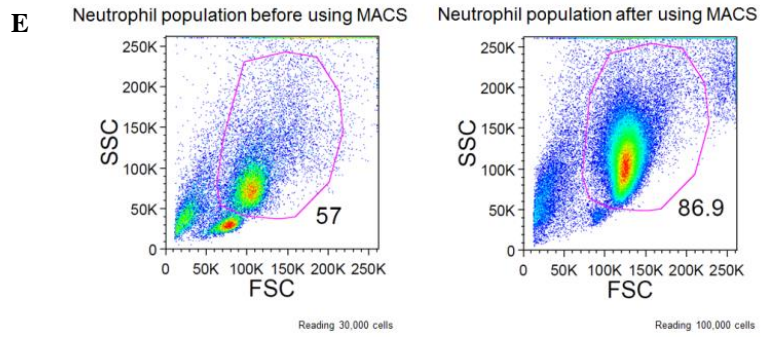 E
Neutrophil population before using MACS
250K
200K
150K
100K
50K
0
SSC
57
0 50K 100K 150K 200K 250K
FSC
Reading 30,000 cells
Neutrophil population after using MACS
250K
200K
150K
100K
50K
0
SSC
86.9
0 50K 100K 150K 200K 250K
FSC
Reading 100,000 cells